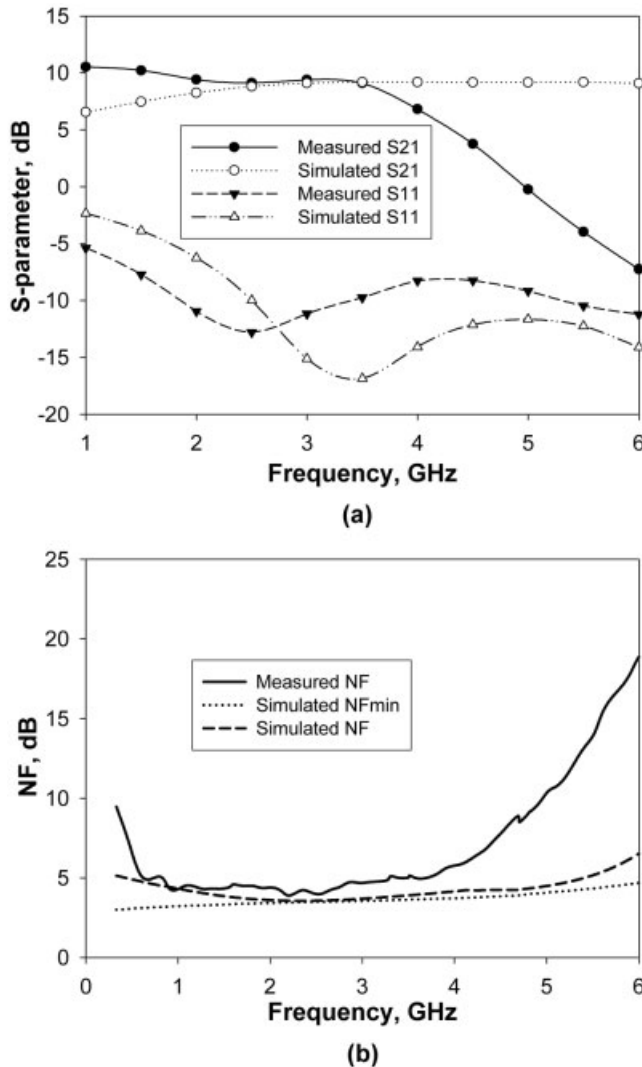 15
10
5
0
-5
-10
-15
-20
S-parameter, dB
Measured S21
Simulated S21
Measured S11
Simulated S11
1 2 3 4 5 6
Frequency, GHz
(a)
25
20
15
10
5
0
NF, dB
Measured NF
Simulated NFmin
Simulated NF
0 1 2 3 4 5 6
Frequency, GHz
(b)